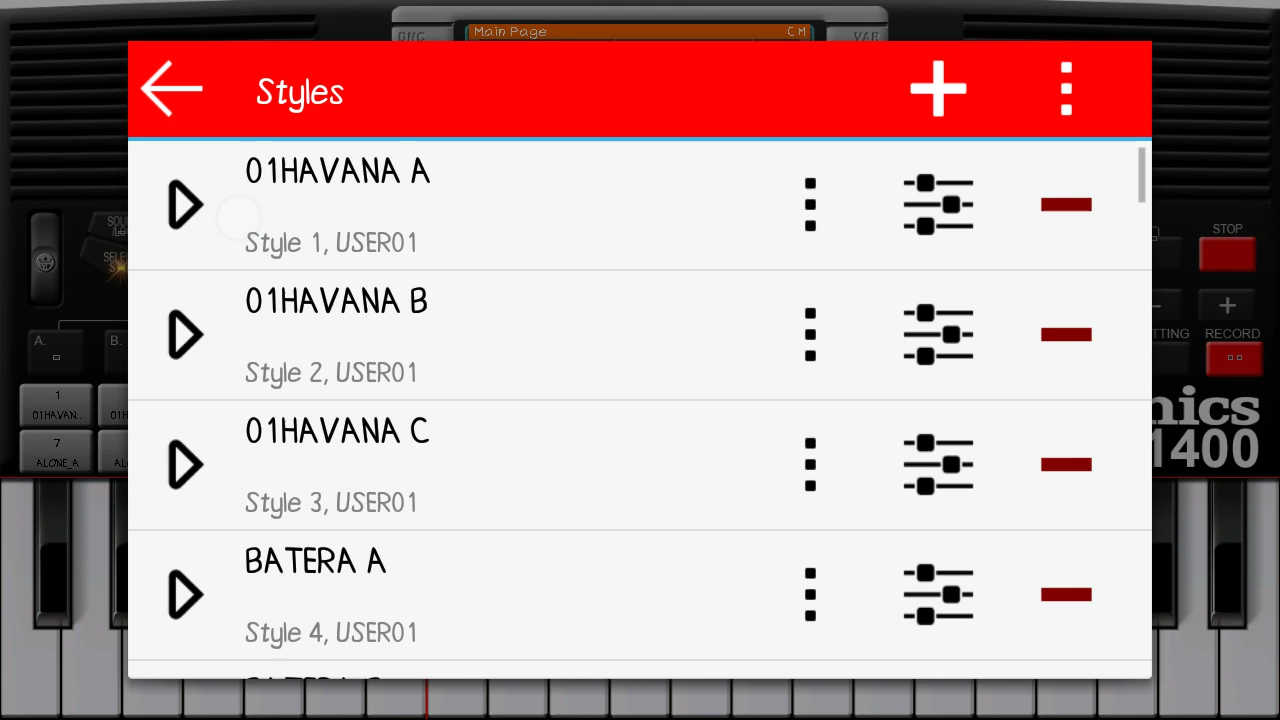 Main Page C M
Styles
01HAVANA A
Style 1, USER01
01HAVANA B
Style 2, USER01
01HAVANA C
Style 3, USER01
BATERA A
Style 4, USER01
STOP
RECORD
A.
B.
1
01HAVAN..
7
ALONE_A
1400